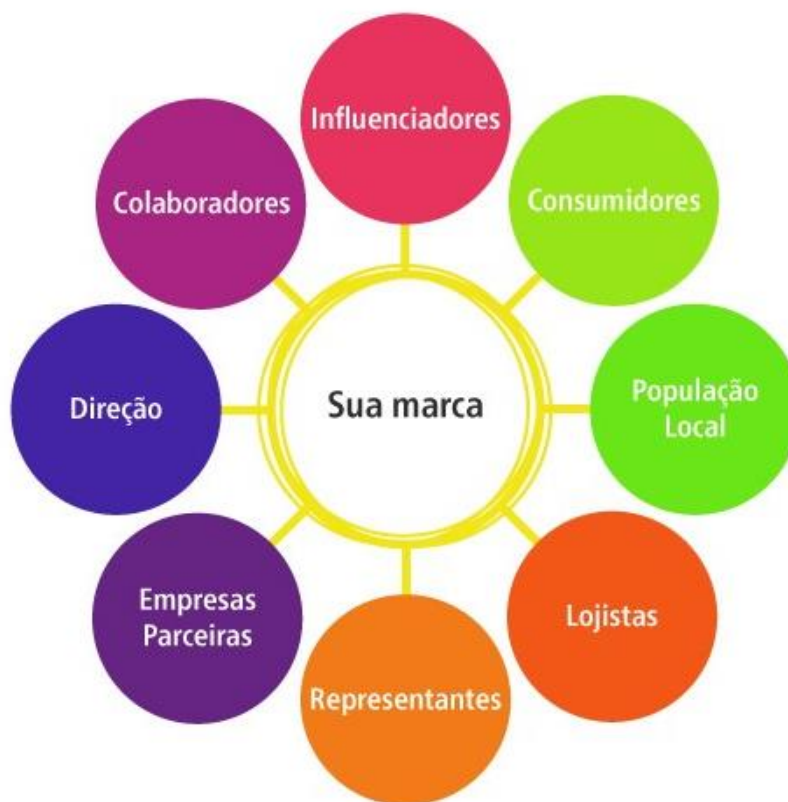 Influenciadores
Colaboradores
Consumidores
Direção
Sua marca
População
Local
Empresas
Parceiras
Lojistas
Representantes